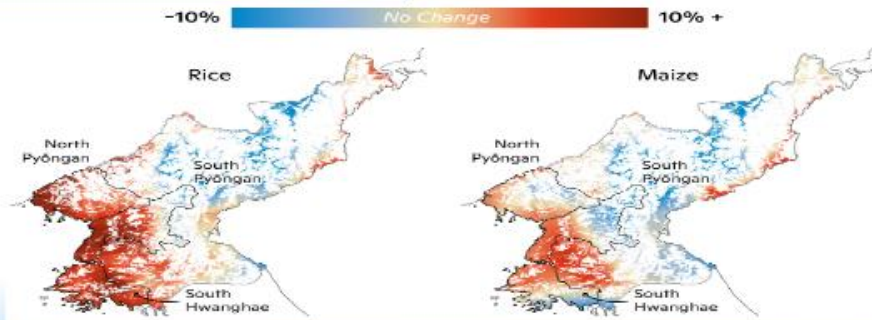 -10% No Change 10% +
Rice
Maize
North
Pyŏngan
South
Pyŏngan
South
Hwanghae
North
Pyŏngan
South
Pyŏngan
South
Hwanghae